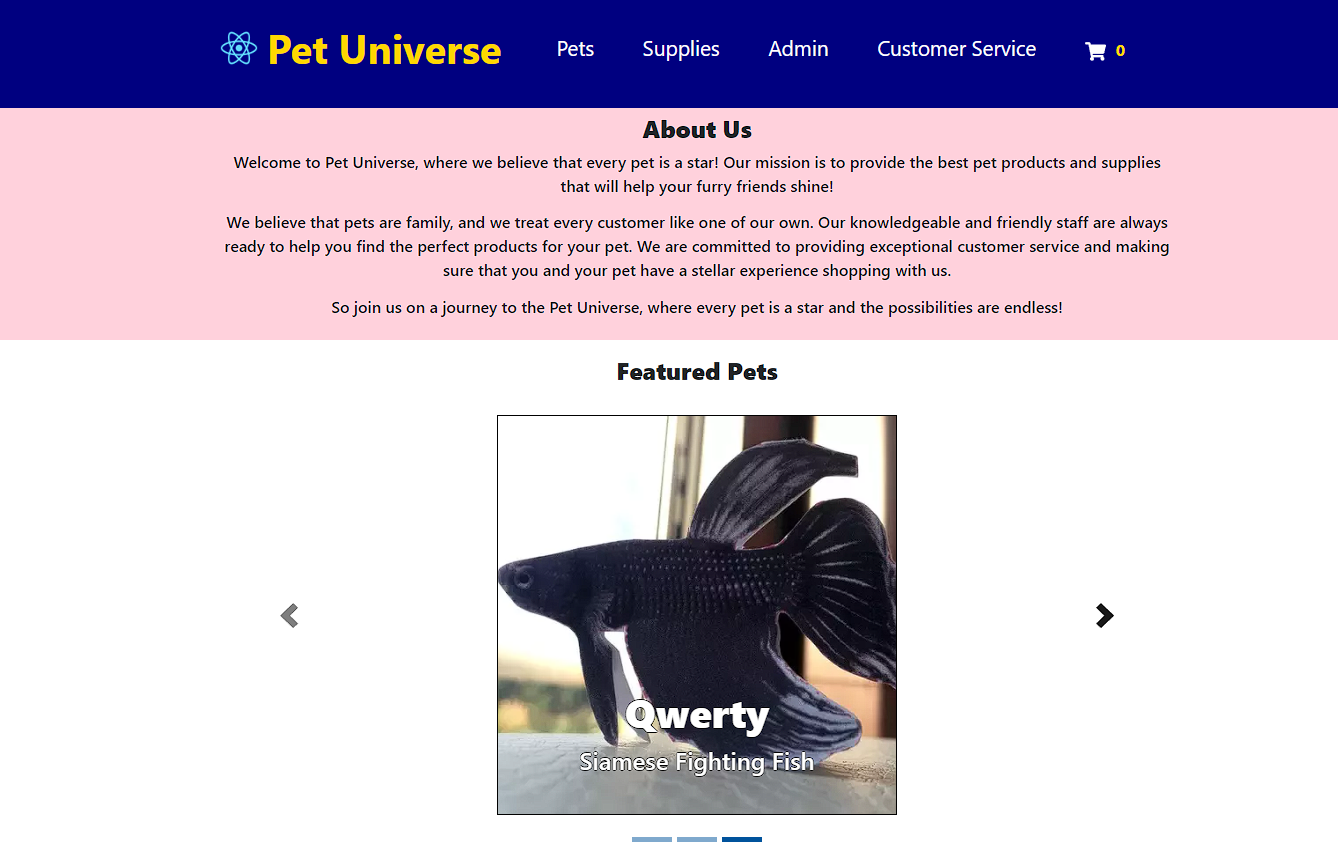 Pet Universe Pets Supplies Admin Customer Service 0
About Us
Welcome to Pet Universe, where we believe that every pet is a star! Our mission is to provide the best pet products and supplies
that will help your furry friends shine!
We believe that pets are family, and we treat every customer like one of our own. Our knowledgeable and friendly staff are always
ready to help you find the perfect products for your pet. We are committed to providing exceptional customer service and making
sure that you and your pet have a stellar experience shopping with us.
So join us on a journey to the Pet Universe, where every pet is a star and the possibilities are endless!
Featured Pets
Qwerty
Siamese Fighting Fish